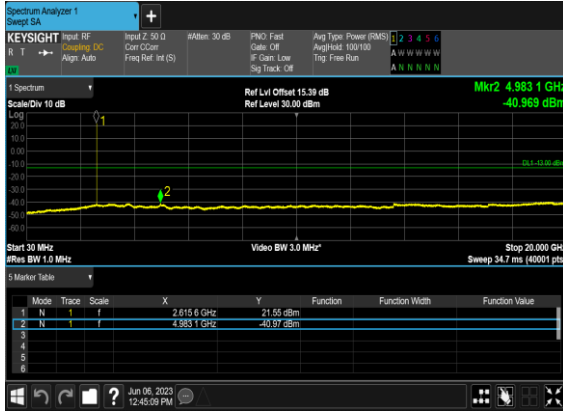 Spectrum Analyzer 1
Swept SA
+
KEYSIGHT Input: RF Input Z: 50 Ω #Atten: 30 dB PNO: Fast Avg Type: Power (RMS) 1 2 3 4 5 6
R T Coupling: DC Corr CCorr Gate: Off Avg|Hold: 100/100 A W W W W W
Align: Auto Freq Ref: Int (S) IF Gain: Low Trig: Free Run
Sig Track: Off A N N N N N
1 Spectrum
Ref Lvl Offset 15.39 dB Mkr2 4.983 1 GHz
Scale/Div 10 dB Ref Level 30.00 dBm -40.969 dBm
Log
20.0
10.0
0.00
-10.0
-20.0
-30.0
-40.0
-50.0
-60.0
1
DL1 -13.00 dBm
2
Start 30 MHz Video BW 3.0 MHz* Stop 20.000 GHz
#Res BW 1.0 MHz Sweep 34.7 ms (40001 pts)
5 Marker Table
Mode Trace Scale X Y Function Function Width Function Value
1 N 1 f 2.615 6 GHz 21.55 dBm
2 N 1 f 4.983 1 GHz -40.97 dBm
3
4
5
6
? Jun 06, 2023
12:45:09 PM